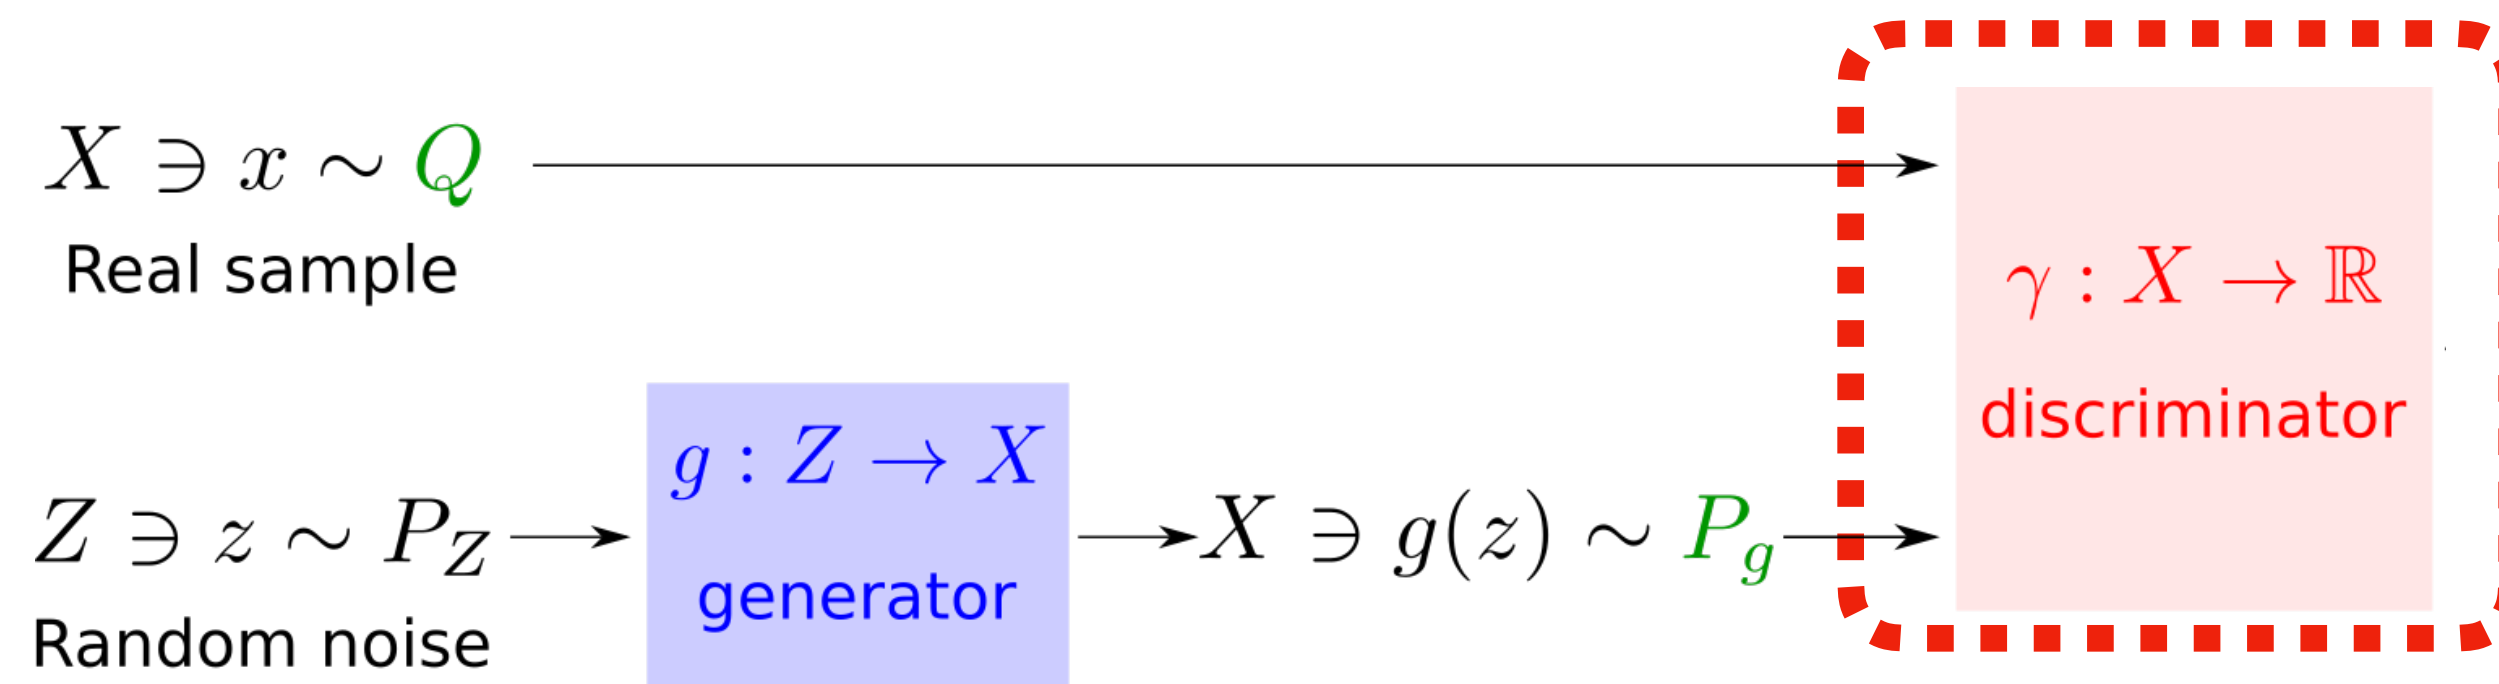 X ∋ x ∼ Q
Real sample
Z ∋ z ∼ P_Z
Random noise
g : Z → X
generator
X ∋ g(z) ∼ P_g
γ : X → ℝ
discriminator